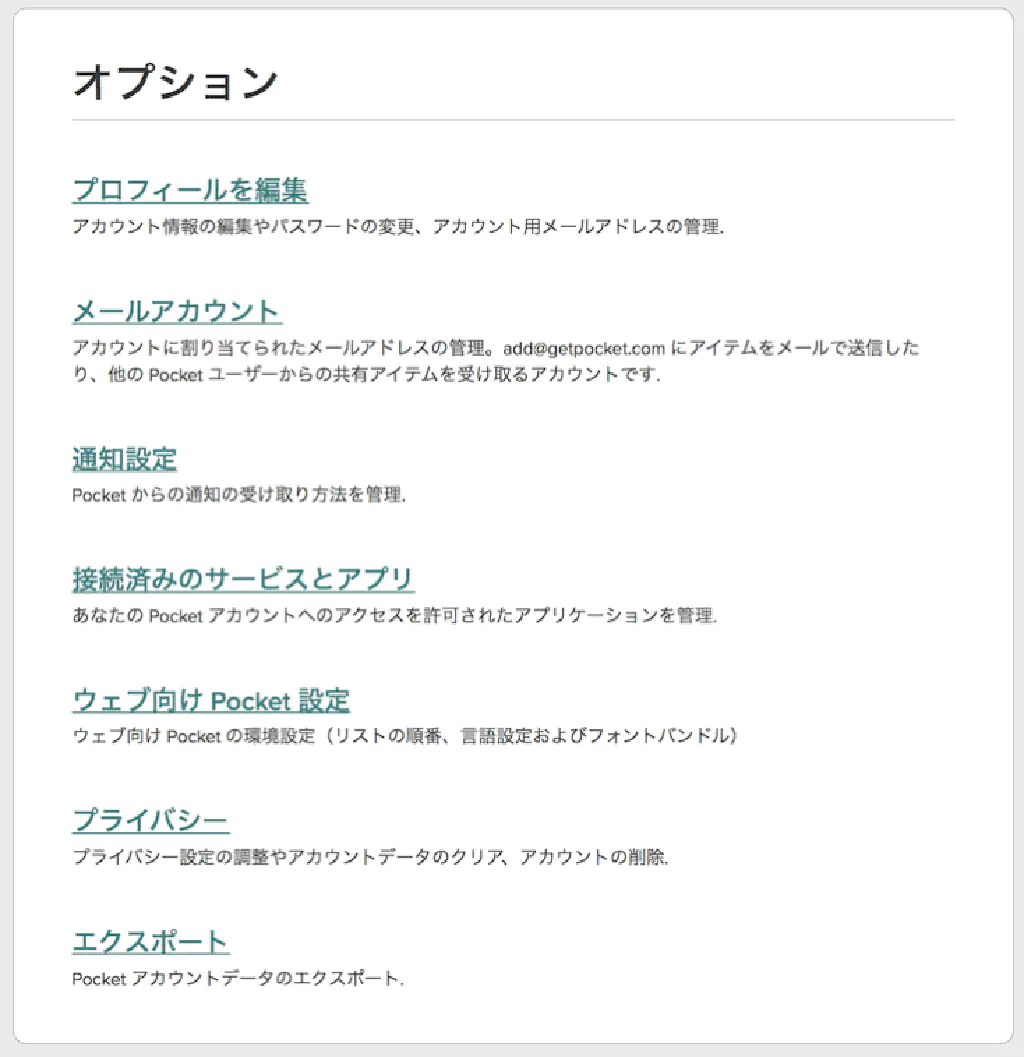 オプション
プロフィールを編集
アカウント情報の編集やパスワードの変更、アカウント用メールアドレスの管理.
メールアカウント
アカウントに割り当てられたメールアドレスの管理。add@getpocket.com にアイテムをメールで送信した
り、他の Pocket ユーザーからの共有アイテムを受け取るアカウントです.
通知設定
Pocket からの通知の受け取り方法を管理.
接続済みのサービスとアプリ
あなたの Pocket アカウントへのアクセスを許可されたアプリケーションを管理.
ウェブ向け Pocket 設定
ウェブ向け Pocket の環境設定（リストの順番、言語設定およびフォントバンドル）
プライバシー
プライバシー設定の調整やアカウントデータのクリア、アカウントの削除.
エクスポート
Pocket アカウントデータのエクスポート.